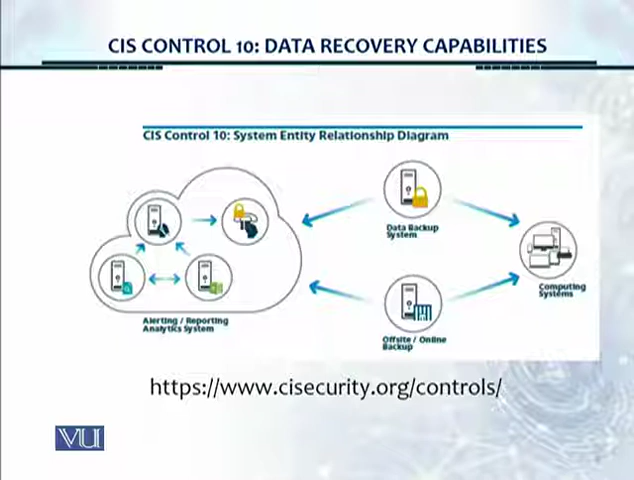 CIS CONTROL 10: DATA RECOVERY CAPABILITIES
CIS Control 10: System Entity Relationship Diagram
Data Backup
System
Computing
Systems
Alerting / Reporting
Analytics System
Offsite / Online
Backup
https://www.cisecurity.org/controls/
VU